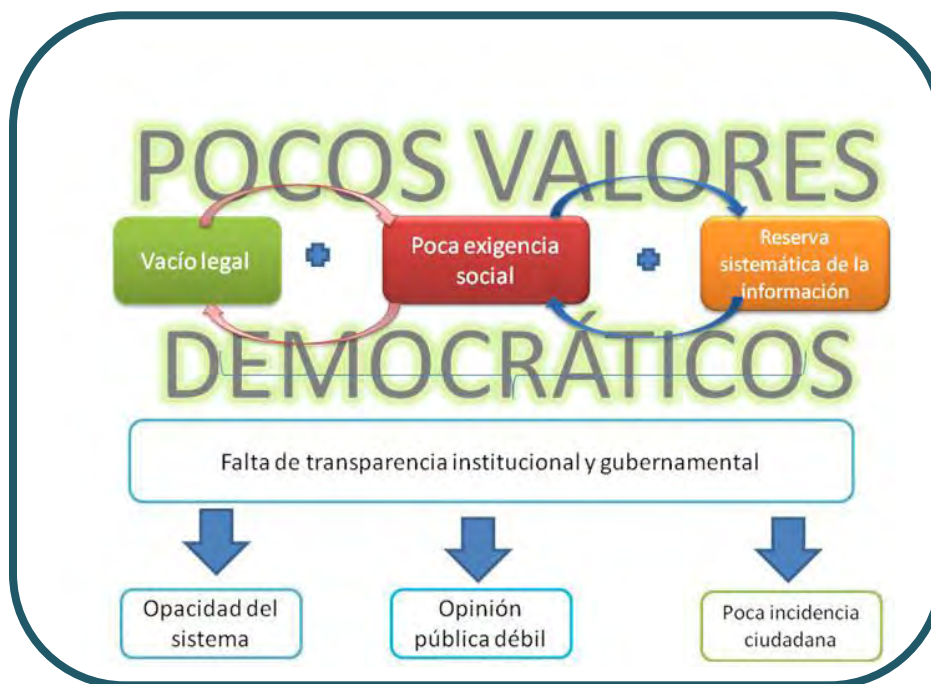 POCOS VALORES
Vacío legal
Poca exigencia
social
Reserva
sistemática de la
información
DEMOCRÁTICOS
Falta de transparencia institucional y gubernamental
Opacidad del
sistema
Opinión
pública débil
Poca incidencia
ciudadana